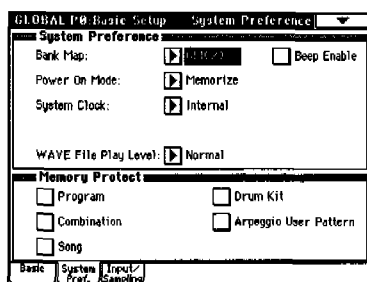 GLOBAL P0:Basic Setup System Preference
System Preference
Bank Map: Beep Enable
Power On Mode: Memorize
System Clock: Internal
WAVE File Play Level: Normal
Memory Protect
Program Drum Kit
Combination Arpeggio User Pattern
Song
Basic System Input/
Pref. Sampling